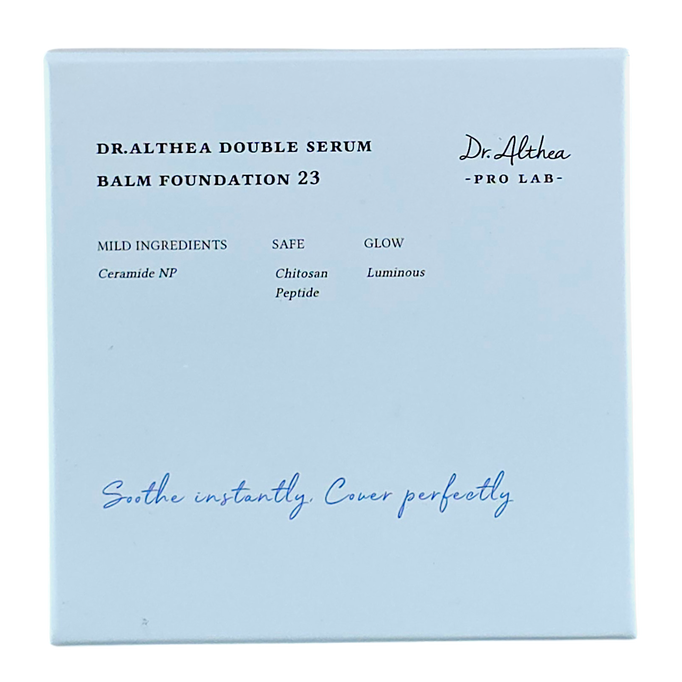 DR.ALTHEA DOUBLE SERUM
BALM FOUNDATION 23
Dr. Althea
-PRO LAB-
MILD INGREDIENTS SAFE GLOW
Ceramide NP Chitosan Luminous
Peptide
Soothe instantly. Cover perfectly